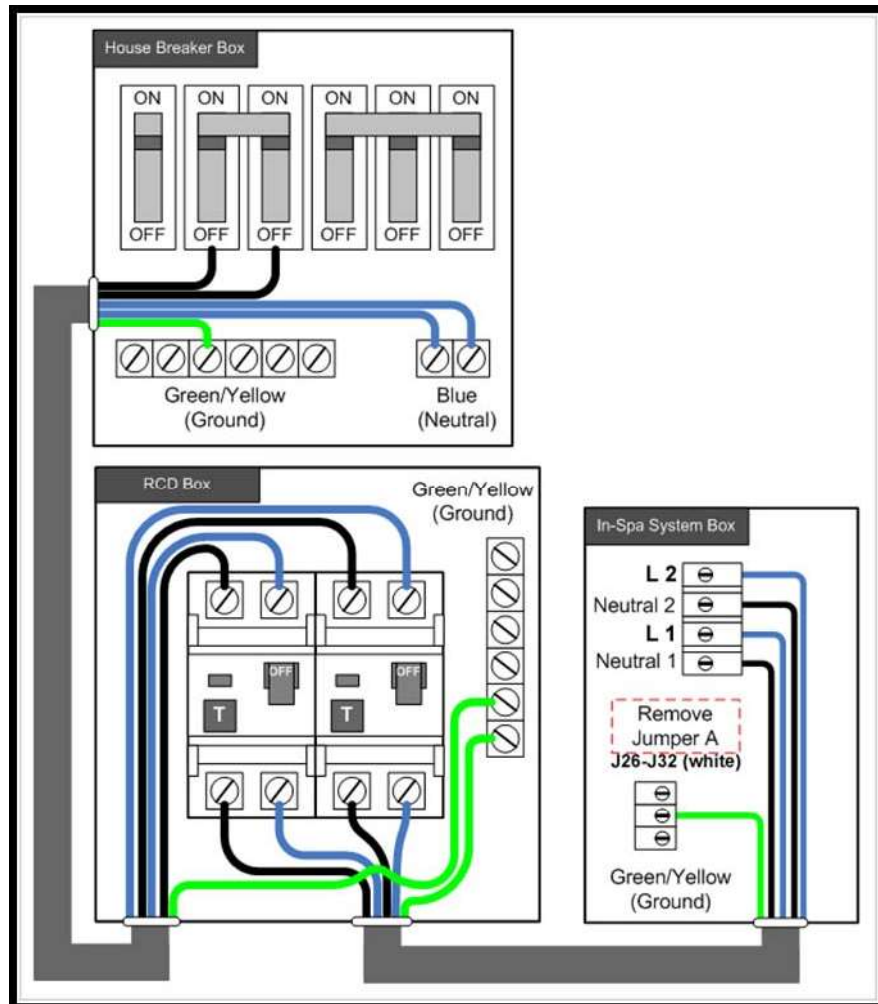 House Breaker Box
ON ON ON ON ON ON
OFF OFF OFF OFF OFF OFF
Green/Yellow
(Ground)
Blue
(Neutral)
RCD Box
Green/Yellow
(Ground)
OFF OFF
T T
In-Spa System Box
L 2
Neutral 2
L 1
Neutral 1
Remove
Jumper A
J26-J32 (white)
Green/Yellow
(Ground)